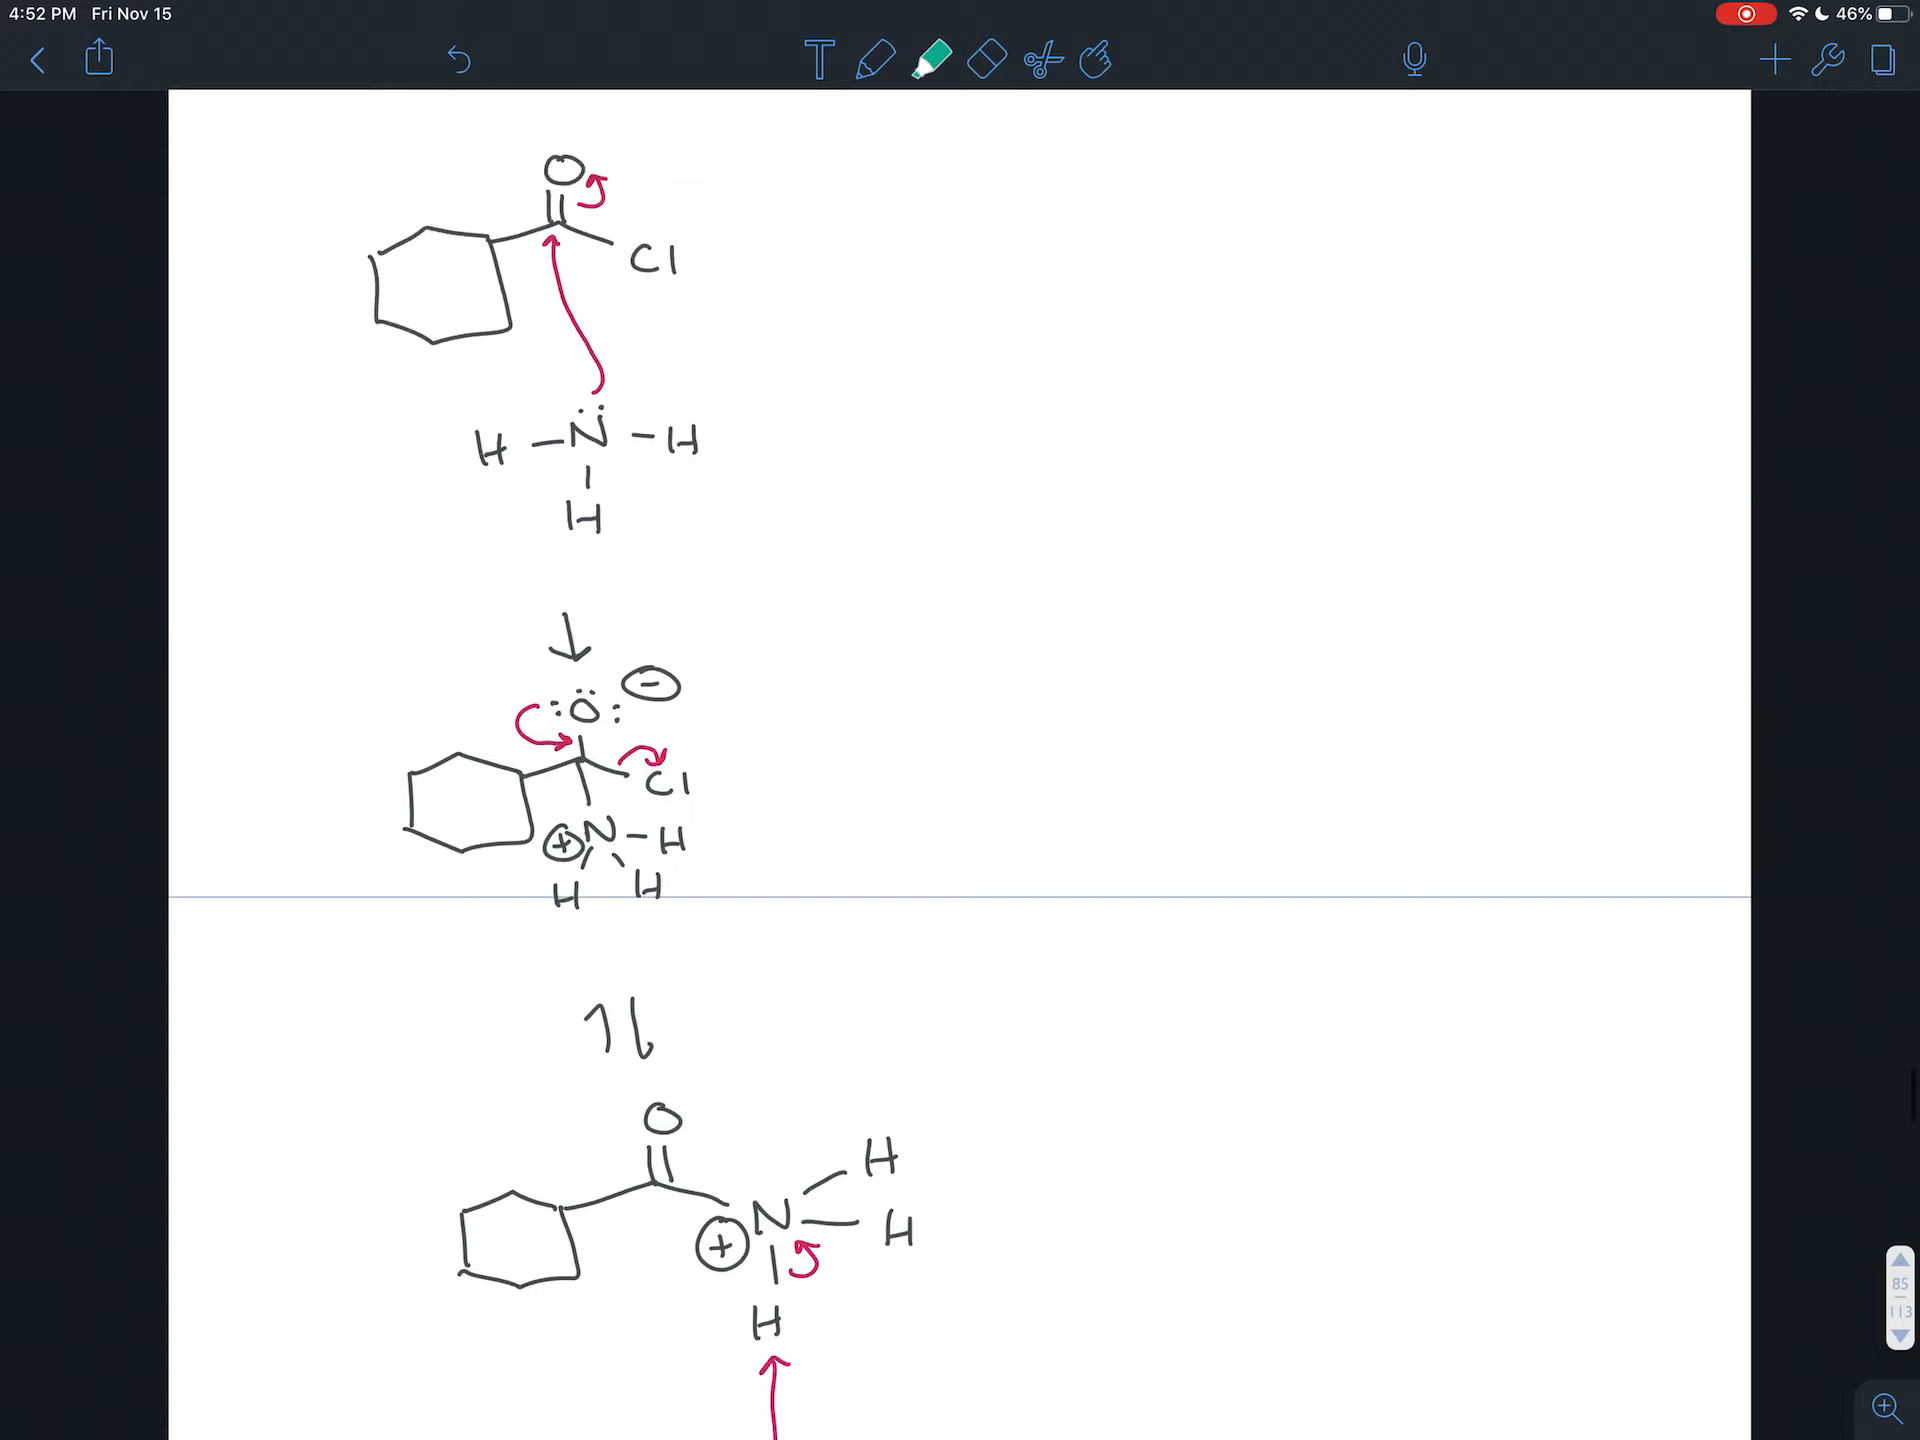 4:52 PM Fri Nov 15
46%
T
O
Cl
H – N̈ – H
H
:Ö: ⊖
Cl
⊕ N – H
H H
O
H
⊕ N – H
H
85
113